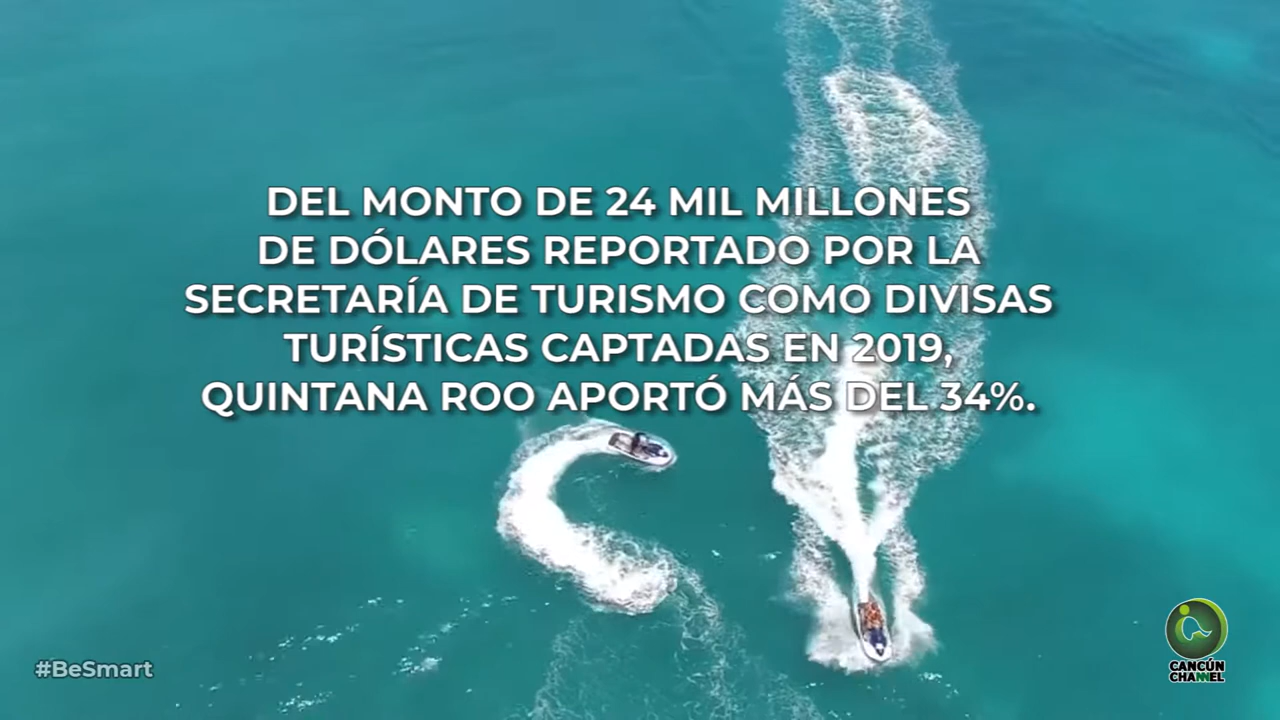 DEL MONTO DE 24 MIL MILLONES
DE DÓLARES REPORTADO POR LA
SECRETARÍA DE TURISMO COMO DIVISAS
TURÍSTICAS CAPTADAS EN 2019,
QUINTANA ROO APORTÓ MÁS DEL 34%.
#BeSmart
CANCÚN
CHANNEL